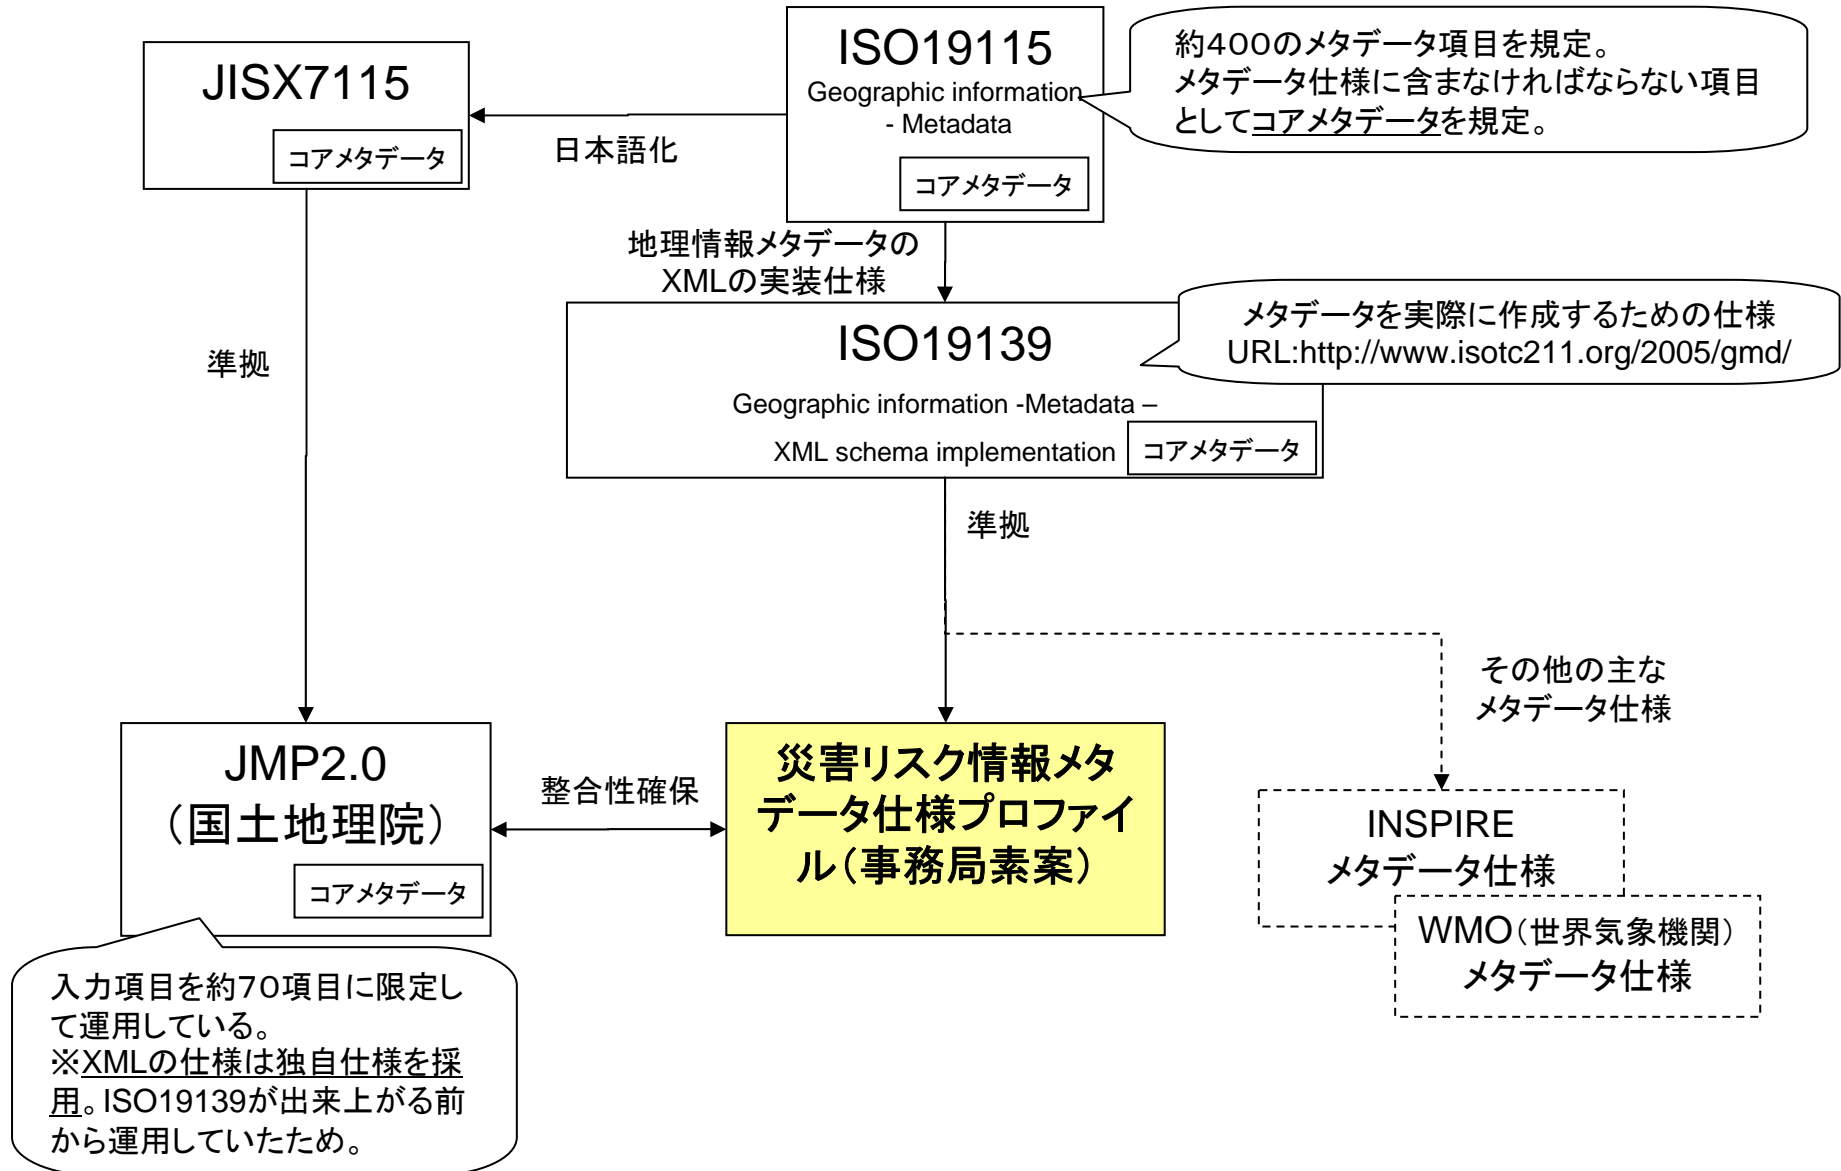 JISX7115
コアメタデータ
日本語化
ISO19115
Geographic information
- Metadata
コアメタデータ
約400のメタデータ項目を規定。
メタデータ仕様に含まなければならない項目
としてコアメタデータを規定。
地理情報メタデータの
XMLの実装仕様
ISO19139
Geographic information -Metadata –
XML schema implementation
コアメタデータ
メタデータを実際に作成するための仕様
URL:http://www.isotc211.org/2005/gmd/
準拠
準拠
その他の主な
メタデータ仕様
JMP2.0
（国土地理院）
コアメタデータ
整合性確保
災害リスク情報メタ
データ仕様プロファイ
ル（事務局素案）
INSPIRE
メタデータ仕様
WMO（世界気象機関）
メタデータ仕様
入力項目を約70項目に限定し
て運用している。
※XMLの仕様は独自仕様を採
用。ISO19139が出来上がる前
から運用していたため。